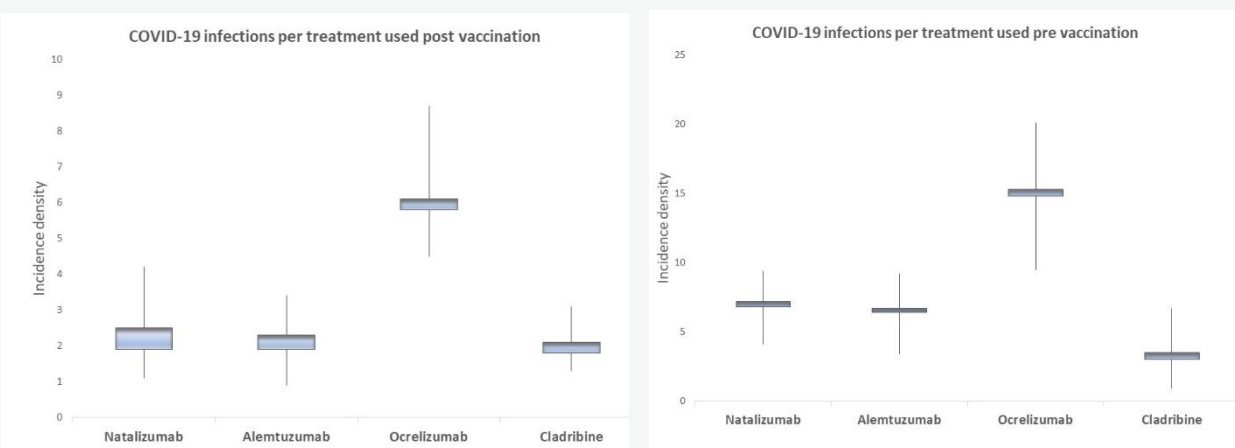 COVID-19 infections per treatment used post vaccination
10
9
8
7
6
5
4
3
2
1
0
Incidence density
Natalizumab Alemtuzumab Ocrelizumab Cladribine
COVID-19 infections per treatment used pre vaccination
25
20
15
10
5
0
Incidence density
Natalizumab Alemtuzumab Ocrelizumab Cladribine